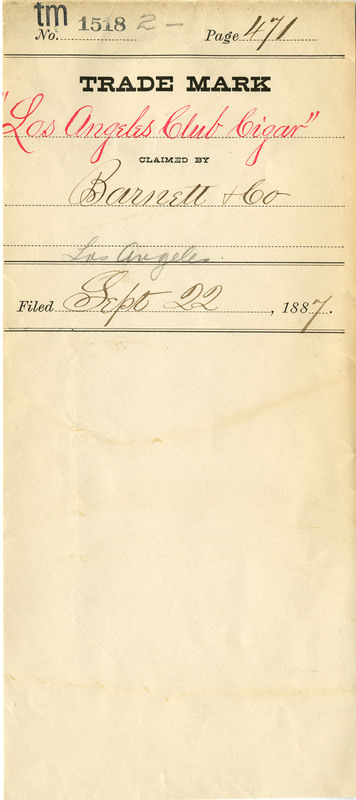 tm
No. 1518 2 - Page 471
TRADE MARK
"Los Angeles Club Cigar"
CLAIMED BY
Barnett & Co
Los Angeles.
Filed Sept 22, 1887.